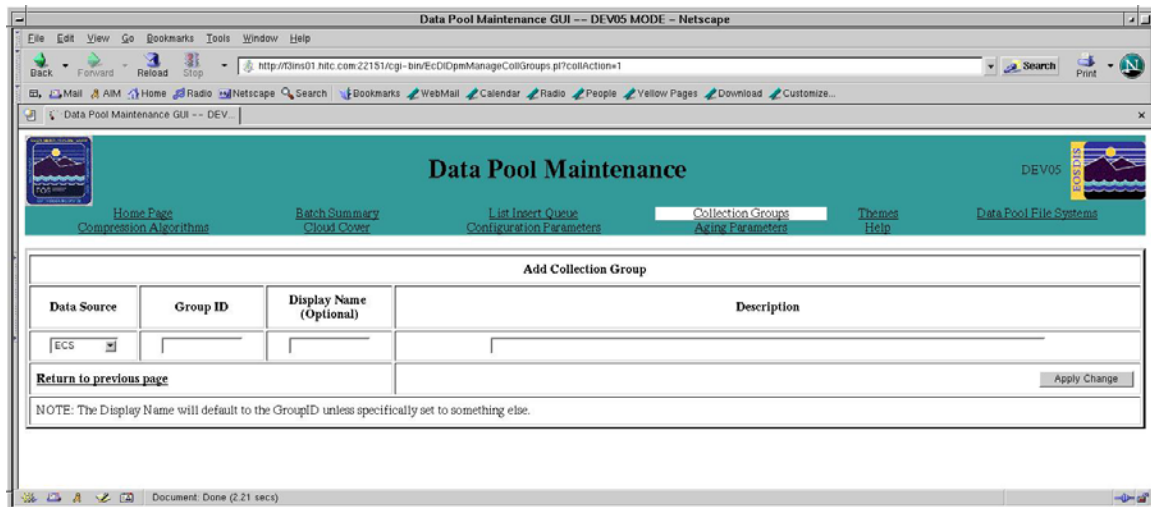 Data Pool Maintenance GUI -- DEV05 MODE - Netscape
File Edit View Go Bookmarks Tools Window Help
Back Forward Reload Stop http://f3ins01.hitc.com:22151/cgi-bin/EcDlDpmManageCollGroups.pl?collAction=1 Search Print N
Mail AIM Home Radio Netscape Search Bookmarks WebMail Calendar Radio People Yellow Pages Download Customize...
Data Pool Maintenance GUI -- DEV...
Data Pool Maintenance
DEV05
EOSDIS
Home Page Batch Summary List Insert Queue Collection Groups Themes Data Pool File Systems
Compression Algorithms Cloud Cover Configuration Parameters Aging Parameters Help
Add Collection Group
Data Source Group ID Display Name (Optional) Description
ECS
Return to previous page Apply Change
NOTE: The Display Name will default to the GroupID unless specifically set to something else.
Document: Done (2.21 secs)